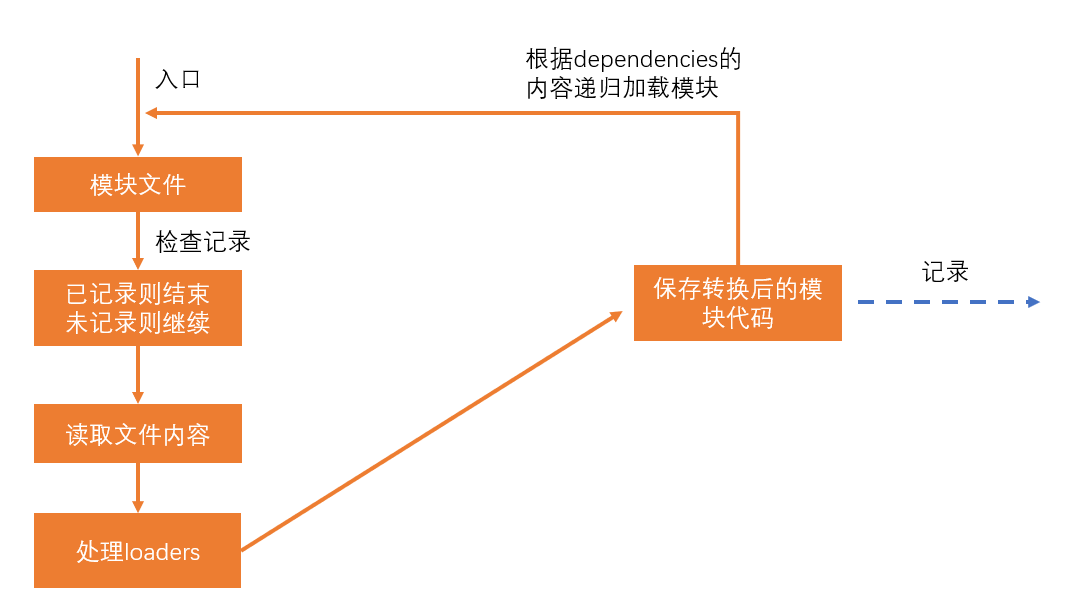 入口
根据dependencies的
内容递归加载模块
模块文件
检查记录
已记录则结束
未记录则继续
读取文件内容
处理loaders
保存转换后的模
块代码
记录